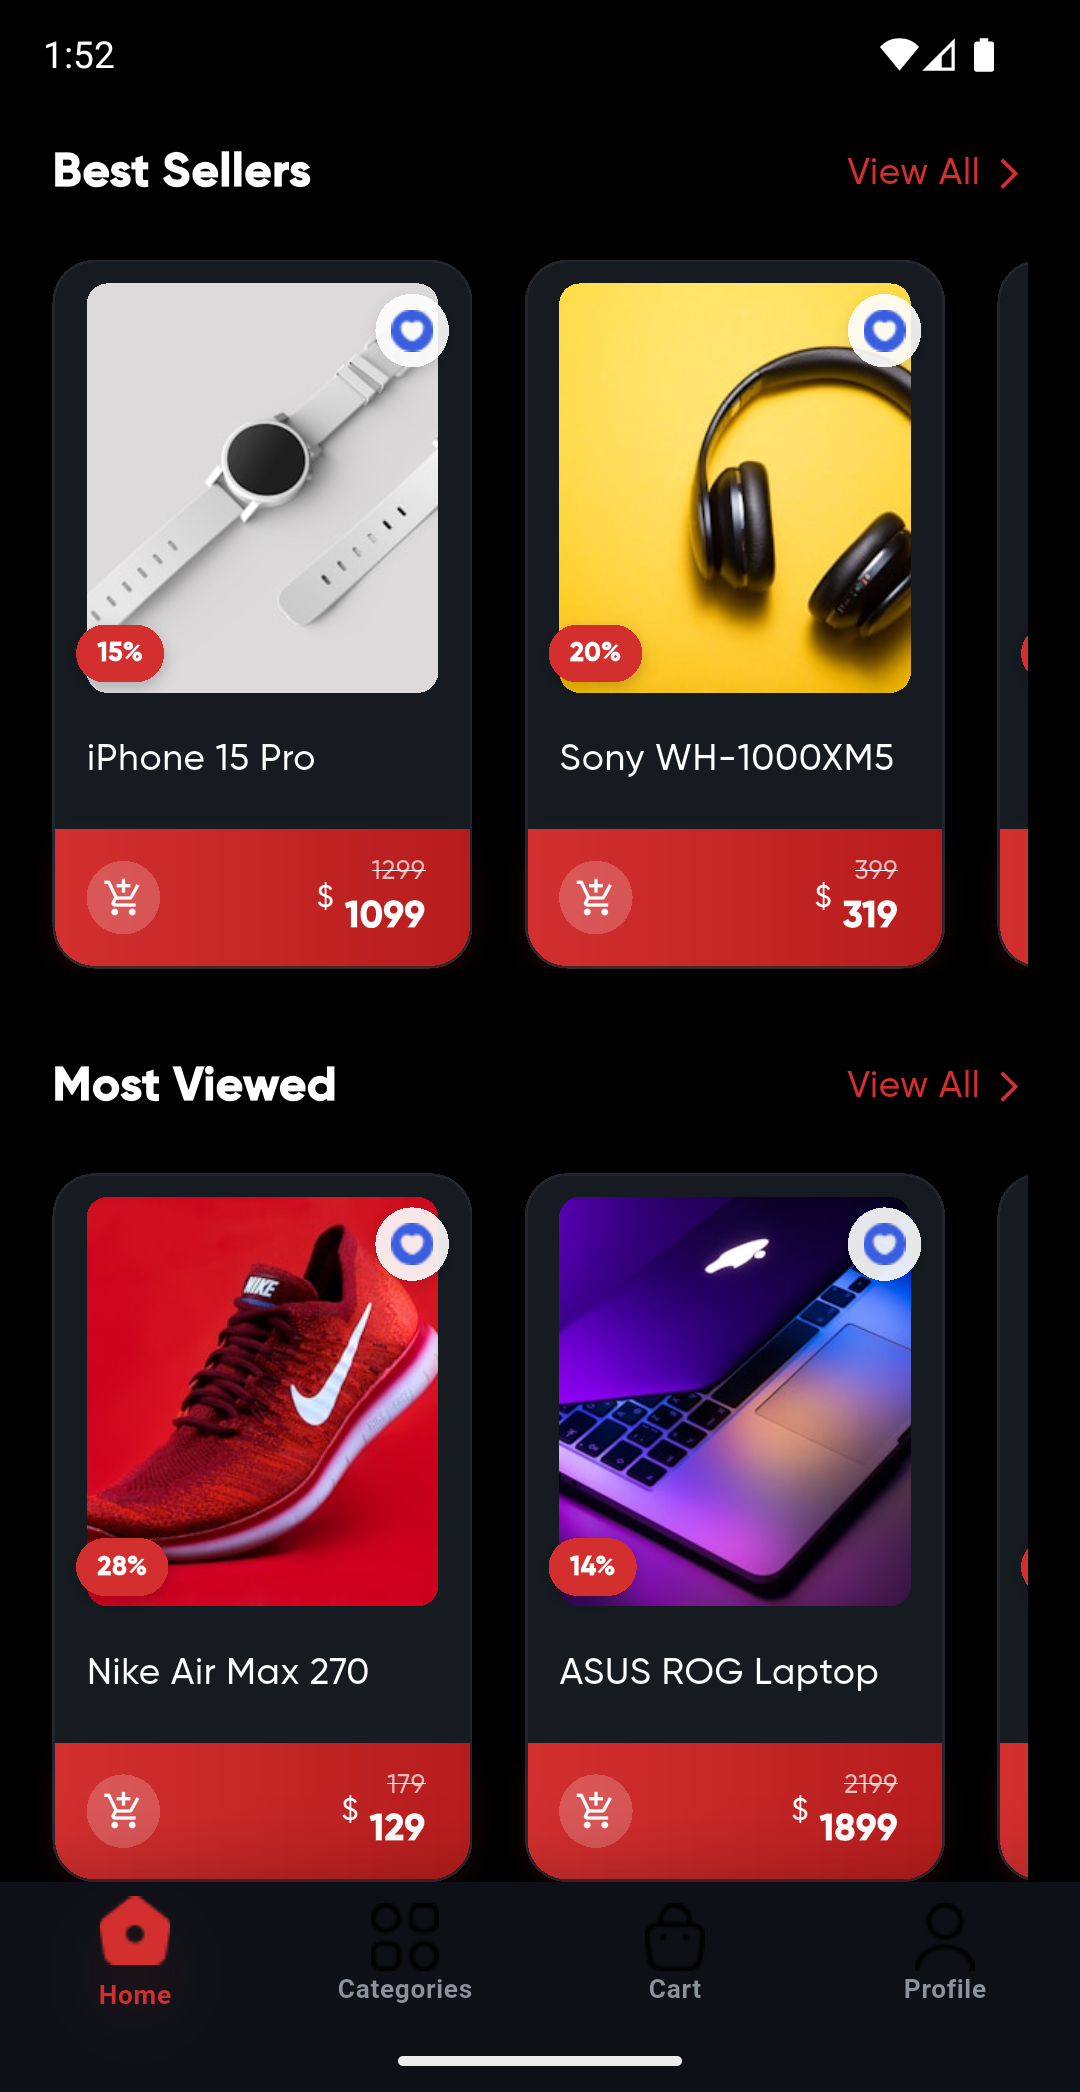 1:52
Best Sellers
View All
15%
20%
iPhone 15 Pro
Sony WH-1000XM5
1299
$ 1099
399
$ 319
Most Viewed
View All
NIKE
28%
14%
Nike Air Max 270
ASUS ROG Laptop
179
$ 129
2199
$ 1899
Home
Categories
Cart
Profile